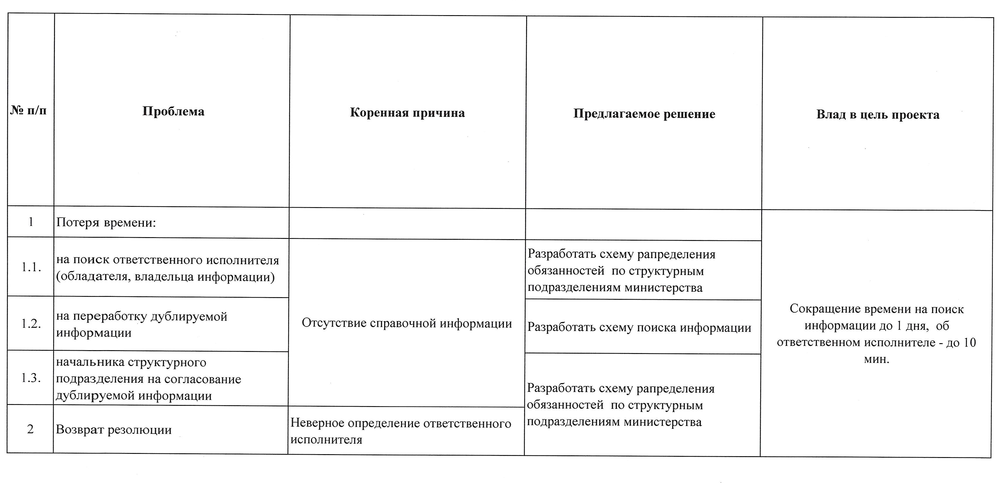 № п/п
Проблема
Коренная причина
Предлагаемое решение
Влад в цель проекта
1
Потеря времени:
1.1.
на поиск ответственного исполнителя
(обладателя, владельца информации)
Отсутствие справочной информации
Разработать схему рапределения
обязанностей по структурным
подразделениям министерства
Сокращение времени на поиск
информации до 1 дня, об
ответственном исполнителе - до 10
мин.
1.2.
на переработку дублируемой
информации
Разработать схему поиска информации
1.3.
начальника структурного
подразделения на согласование
дублируемой информации
Разработать схему рапределения
обязанностей по структурным
подразделениям министерства
2
Возврат резолюции
Неверное определение ответственного
исполнителя